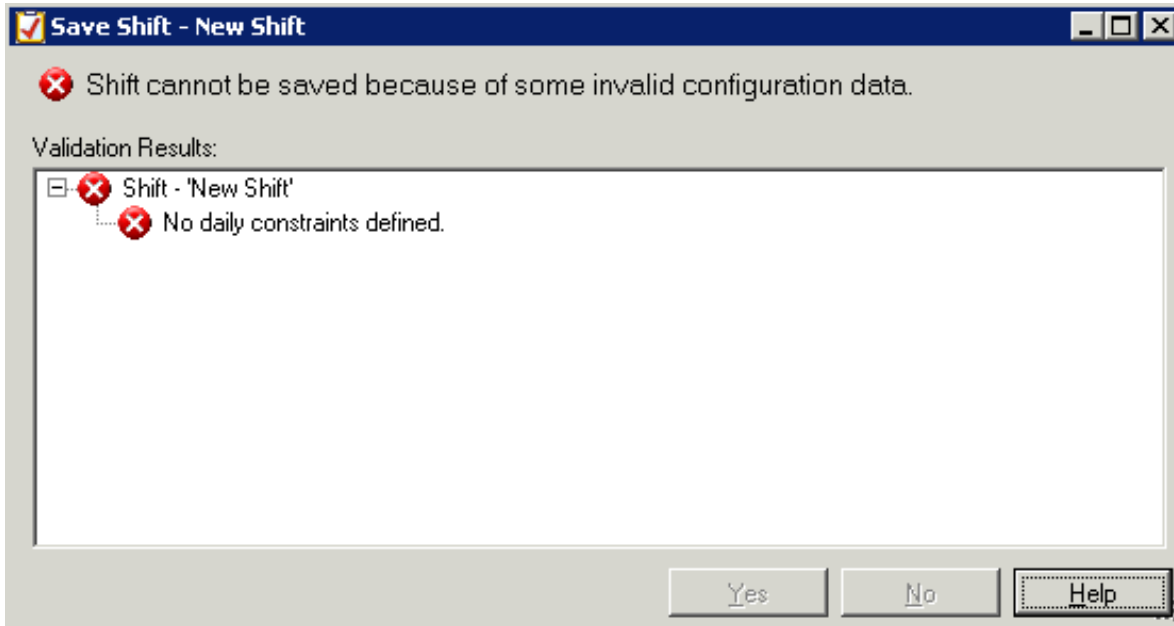 Save Shift - New Shift
Shift cannot be saved because of some invalid configuration data.
Validation Results:
Shift - 'New Shift'
No daily constraints defined.
Yes No Help